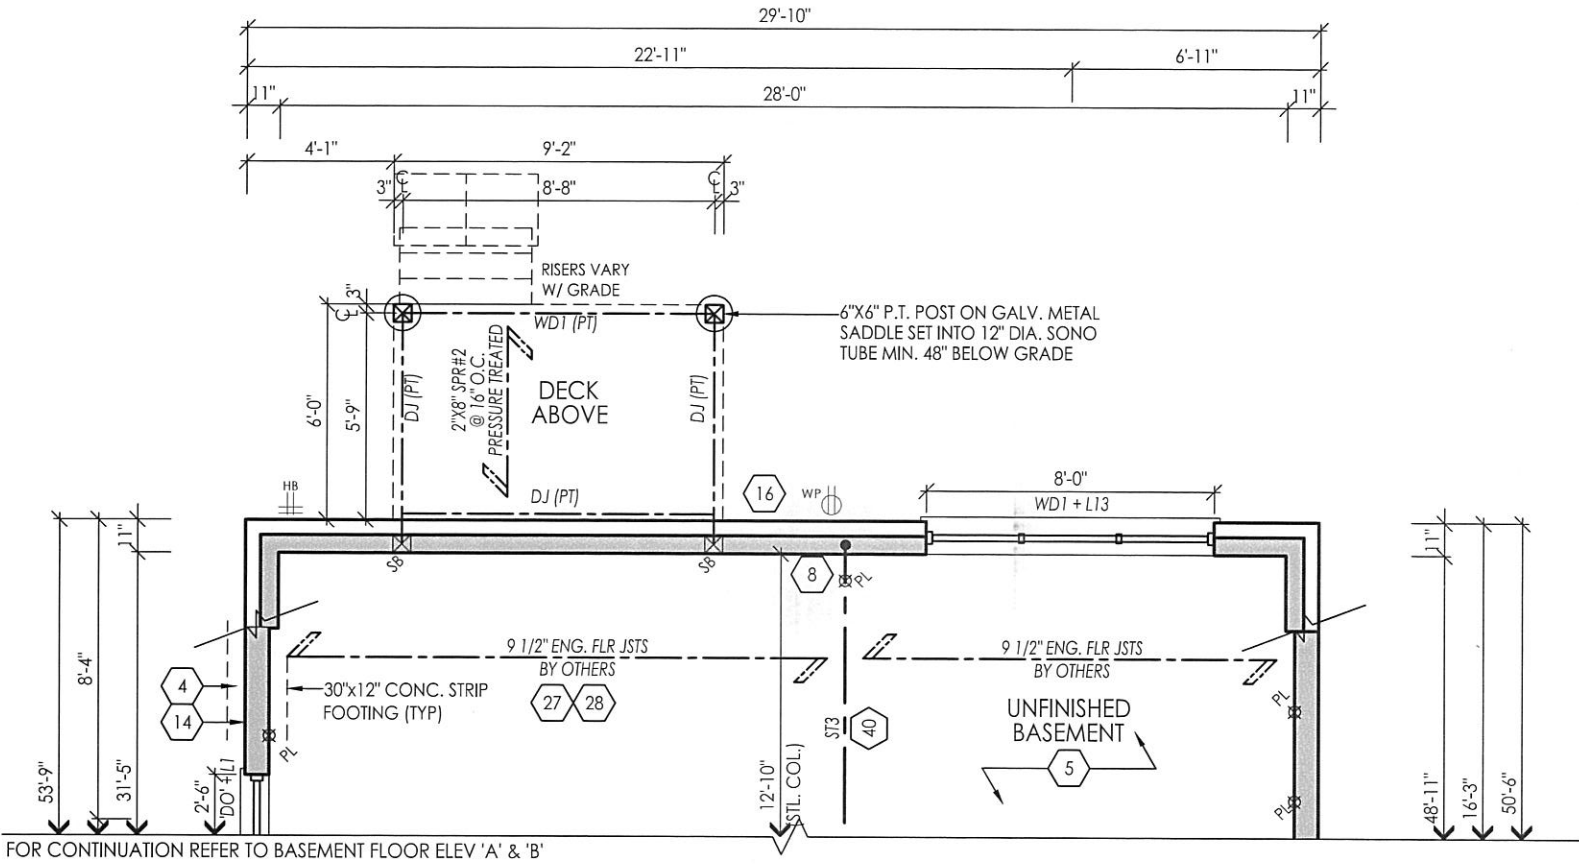 29'-10"
22'-11"
6'-11"
11"
28'-0"
11"
4'-1"
9'-2"
3"
CL
8'-8"
CL
3"
RISERS VARY
W/ GRADE
3"
CL
WD1 (PT)
6"X6" P.T. POST ON GALV. METAL
SADDLE SET INTO 12" DIA. SONO
TUBE MIN. 48" BELOW GRADE
6'-0"
5'-9"
DJ (PT)
2"X8" SPR#2
@ 16" O.C.
PRESSURE TREATED
DECK
ABOVE
DJ (PT)
HB
DJ (PT)
16
WP
8'-0"
WD1 + L13
11"
11"
SB
SB
8
PL
9 1/2" ENG. FLR JSTS
BY OTHERS
9 1/2" ENG. FLR JSTS
BY OTHERS
4
14
30"x12" CONC. STRIP
FOOTING (TYP)
27
28
ST3
40
UNFINISHED
BASEMENT
5
PL
PL
PL
53'-9"
8'-4"
31'-5"
2'-6"
'DO' + L1
12'-10"
(STL. COL.)
48'-11"
16'-3"
50'-6"
FOR CONTINUATION REFER TO BASEMENT FLOOR ELEV 'A' & 'B'